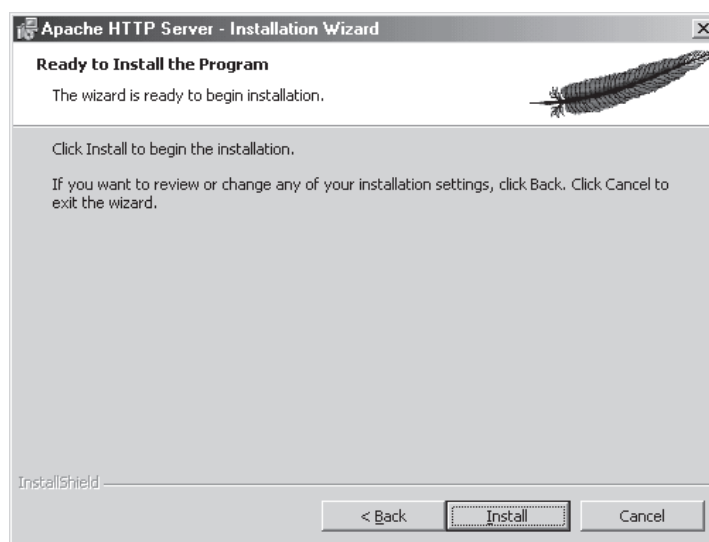 Apache HTTP Server - Installation Wizard
Ready to Install the Program
The wizard is ready to begin installation.
Click Install to begin the installation.
If you want to review or change any of your installation settings, click Back. Click Cancel to
exit the wizard.
InstallShield
< Back
Install
Cancel